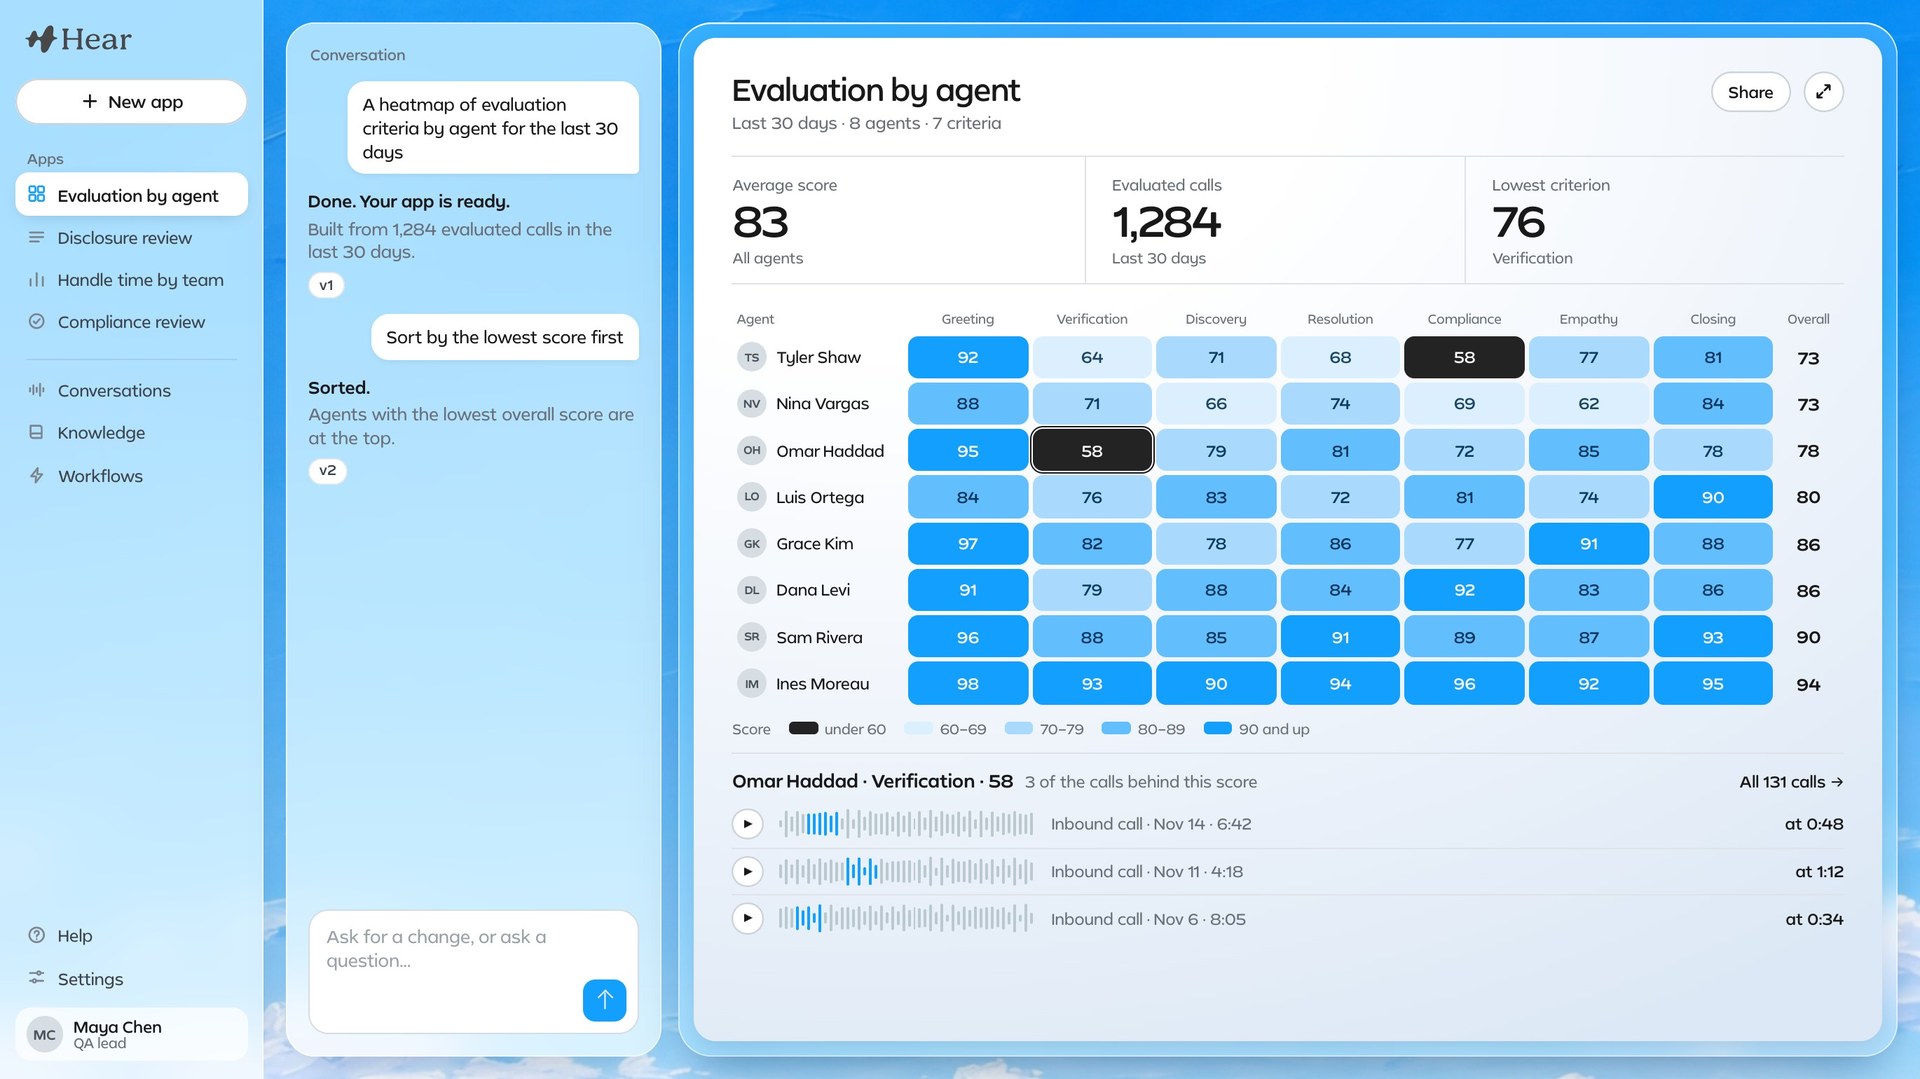 Hear
+ New app
Apps
Evaluation by agent
Disclosure review
Handle time by team
Compliance review
Conversations
Knowledge
Workflows
Help
Settings
MC
Maya Chen
QA lead
Conversation
A heatmap of evaluation
criteria by agent for the last 30
days
Done. Your app is ready.
Built from 1,284 evaluated calls in the
last 30 days.
v1
Sort by the lowest score first
Sorted.
Agents with the lowest overall score are
at the top.
v2
Ask for a change, or ask a
question...
Evaluation by agent
Share
Last 30 days · 8 agents · 7 criteria
Average score
83
All agents
Evaluated calls
1,284
Last 30 days
Lowest criterion
76
Verification
Agent Greeting Verification Discovery Resolution Compliance Empathy Closing Overall
TS Tyler Shaw 92 64 71 68 58 77 81 73
NV Nina Vargas 88 71 66 74 69 62 84 73
OH Omar Haddad 95 58 79 81 72 85 78 78
LO Luis Ortega 84 76 83 72 81 74 90 80
GK Grace Kim 97 82 78 86 77 91 88 86
DL Dana Levi 91 79 88 84 92 83 86 86
SR Sam Rivera 96 88 85 91 89 87 93 90
IM Ines Moreau 98 93 90 94 96 92 95 94
Score under 60 60–69 70–79 80–89 90 and up
Omar Haddad · Verification · 58 3 of the calls behind this score All 131 calls →
Inbound call · Nov 14 · 6:42 at 0:48
Inbound call · Nov 11 · 4:18 at 1:12
Inbound call · Nov 6 · 8:05 at 0:34